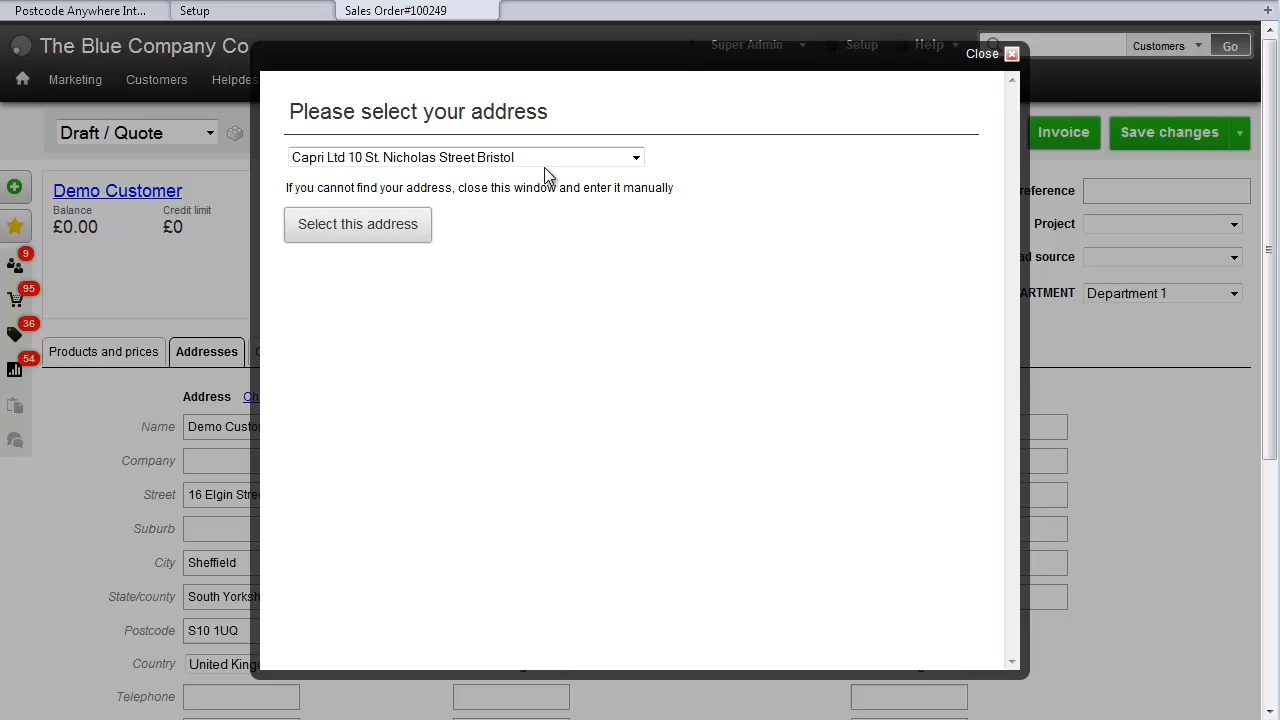 Postcode Anywhere Int...
Setup
Sales Order#100249
The Blue Company Co
Super Admin
Setup
Help
Customers
Go
Marketing
Customers
Helpde
Close
Draft / Quote
Invoice
Save changes
Please select your address
Capri Ltd 10 St. Nicholas Street Bristol
If you cannot find your address, close this window and enter it manually
Select this address
Demo Customer
Balance
Credit limit
£0.00
£0
eference
Project
ad source
ARTMENT
Department 1
9
95
36
54
Products and prices
Addresses
Address
Ch
Name
Demo Custo
Company
Street
16 Elgin Stree
Suburb
City
Sheffield
State/county
South Yorksh
Postcode
S10 1UQ
Country
United King
Telephone